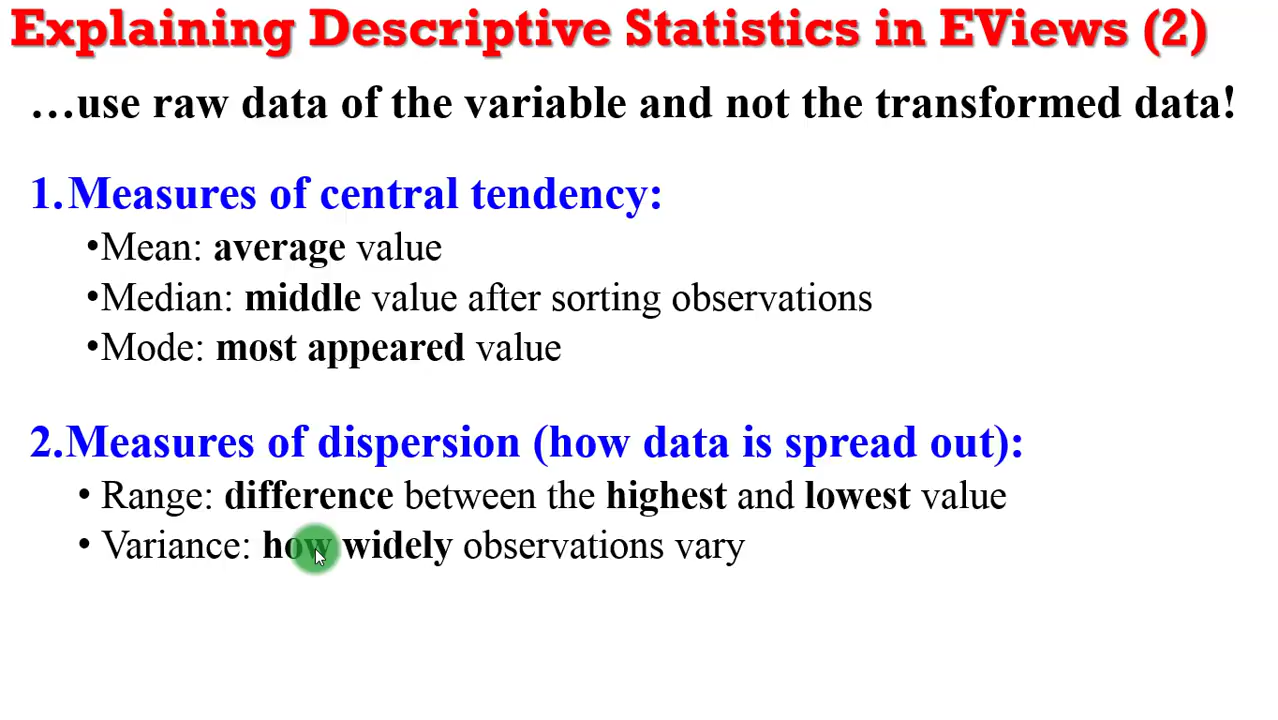 Explaining Descriptive Statistics in EViews (2)
…use raw data of the variable and not the transformed data!
1.Measures of central tendency:
•Mean: average value
•Median: middle value after sorting observations
•Mode: most appeared value
2.Measures of dispersion (how data is spread out):
• Range: difference between the highest and lowest value
• Variance: how widely observations vary